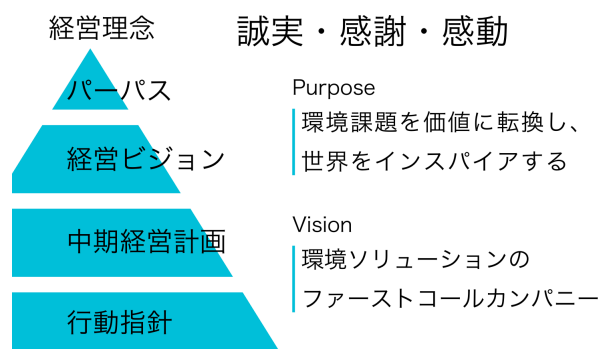 経営理念
誠実・感謝・感動
パーパス
経営ビジョン
中期経営計画
行動指針
Purpose
環境課題を価値に転換し、
世界をインスパイアする
Vision
環境ソリューションの
ファーストコールカンパニー